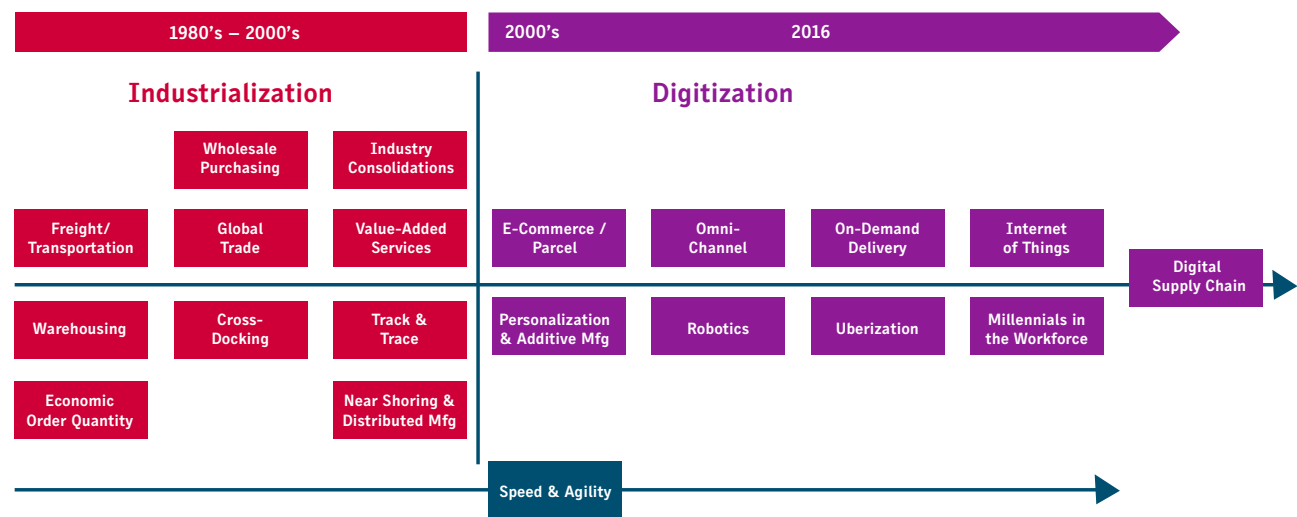 1980’s – 2000’s
2000’s
2016
Industrialization
Digitization
Wholesale
Purchasing
Industry
Consolidations
Freight/
Transportation
Global
Trade
Value-Added
Services
E-Commerce /
Parcel
Omni-
Channel
On-Demand
Delivery
Internet
of Things
Digital
Supply Chain
Warehousing
Cross-
Docking
Track &
Trace
Personalization
& Additive Mfg
Robotics
Uberization
Millennials in
the Workforce
Economic
Order Quantity
Near Shoring &
Distributed Mfg
Speed & Agility